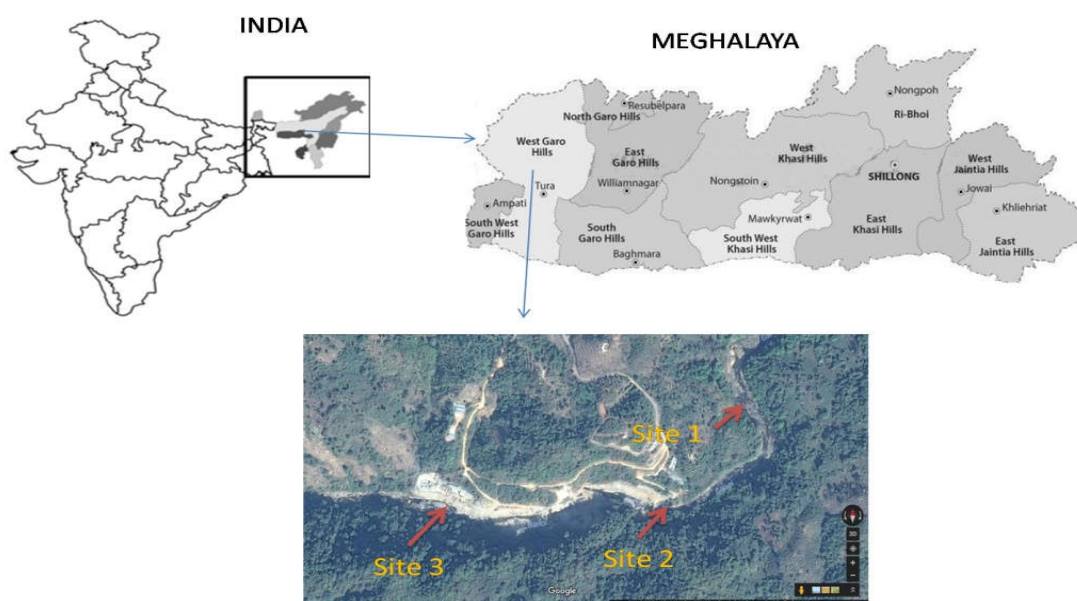 INDIA
MEGHALAYA
Nongpoh
Ri-Bhoi
Resubelpara
North Garo Hills
West Garo
Hills
East
Garo Hills
West
Khasi Hills
SHILLONG
West
Jaintia Hills
Tura
Williamnagar
Nongstoin
Jowai
Khliehriat
Ampati
South West
Garo Hills
South
Garo Hills
Mawkyrwat
South West
Khasi Hills
East
Khasi Hills
East
Jaintia Hills
Baghmara
Site 1
Site 2
Site 3
Google
3D